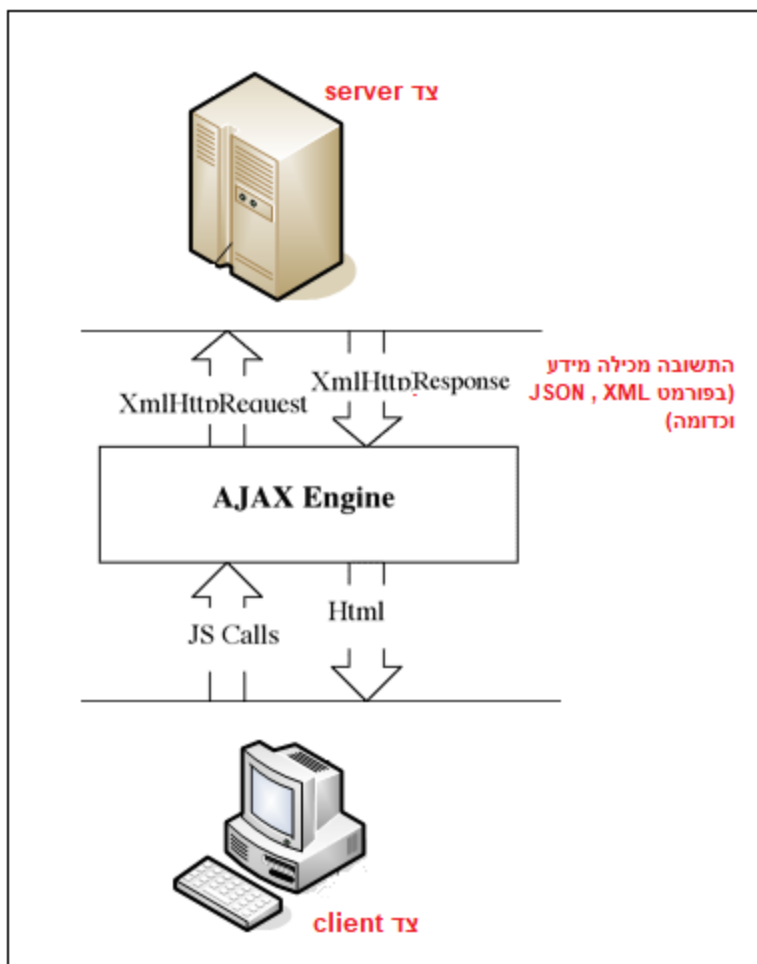 צד server
XmlHttpRequest
XmlHttpResponse
התשובה מכילה מידע
(בפורמט JSON , XML
וכדומה)
AJAX Engine
JS Calls
Html
צד client